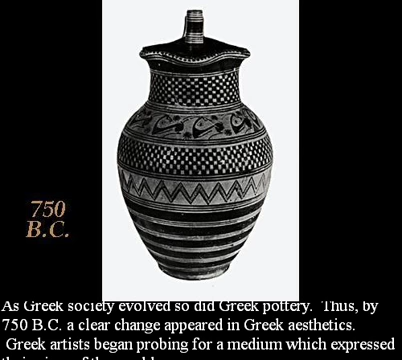 750
B.C.
As Greek society evolved so did Greek pottery. Thus, by
750 B.C. a clear change appeared in Greek aesthetics.
Greek artists began probing for a medium which expressed